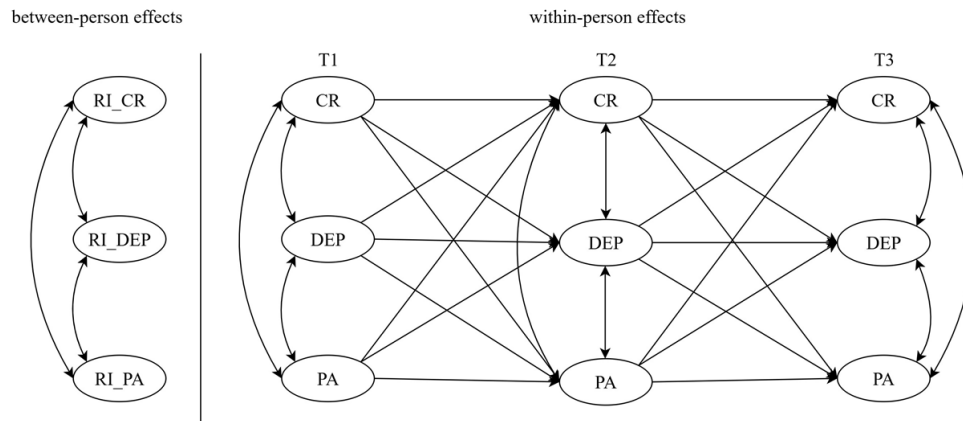 between-person effects
within-person effects
T1
T2
T3
RI_CR
CR
CR
CR
RI_DEP
DEP
DEP
DEP
RI_PA
PA
PA
PA